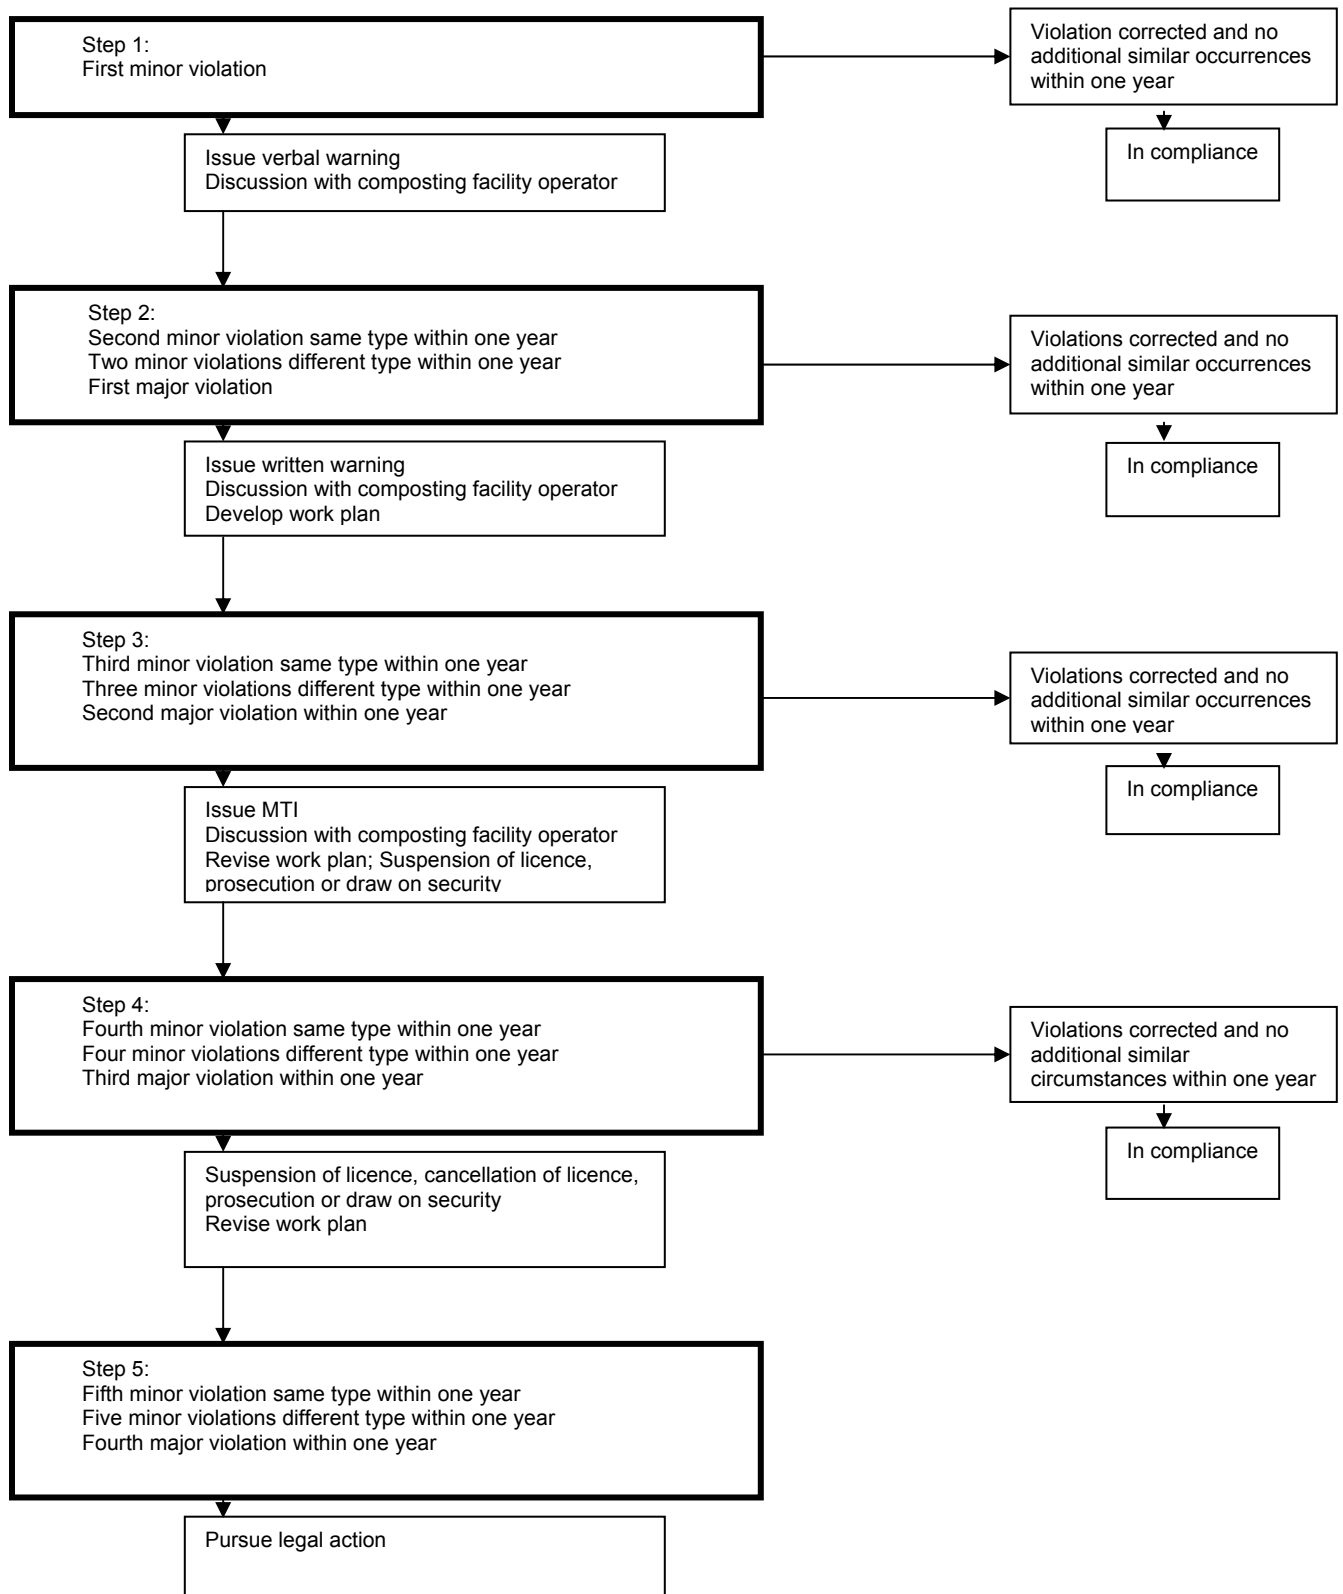 Step 1:
First minor violation
Violation corrected and no
additional similar occurrences
within one year
In compliance
Issue verbal warning
Discussion with composting facility operator
Step 2:
Second minor violation same type within one year
Two minor violations different type within one year
First major violation
Violations corrected and no
additional similar occurrences
within one year
In compliance
Issue written warning
Discussion with composting facility operator
Develop work plan
Step 3:
Third minor violation same type within one year
Three minor violations different type within one year
Second major violation within one year
Violations corrected and no
additional similar occurrences
within one year
In compliance
Issue MTI
Discussion with composting facility operator
Revise work plan; Suspension of licence,
prosecution or draw on security
Step 4:
Fourth minor violation same type within one year
Four minor violations different type within one year
Third major violation within one year
Violations corrected and no
additional similar
circumstances within one year
In compliance
Suspension of licence, cancellation of licence,
prosecution or draw on security
Revise work plan
Step 5:
Fifth minor violation same type within one year
Five minor violations different type within one year
Fourth major violation within one year
Pursue legal action